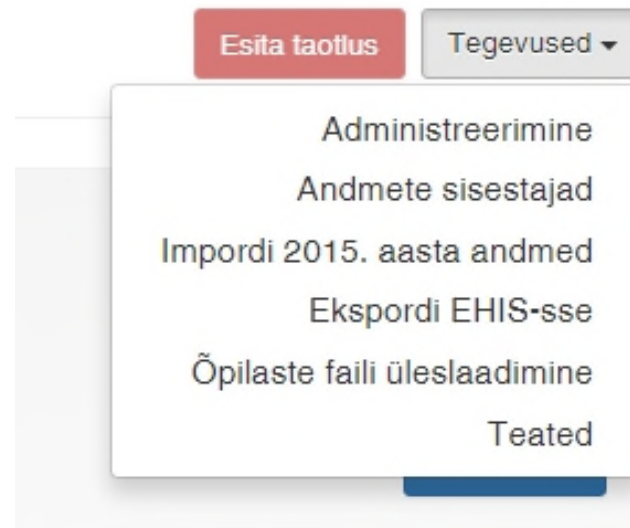 Esita taotlus
Tegevused
Administreerimine
Andmete sisestajad
Impordi 2015. aasta andmed
Ekspordi EHIS-sse
Õpilaste faili üleslaadimine
Teated